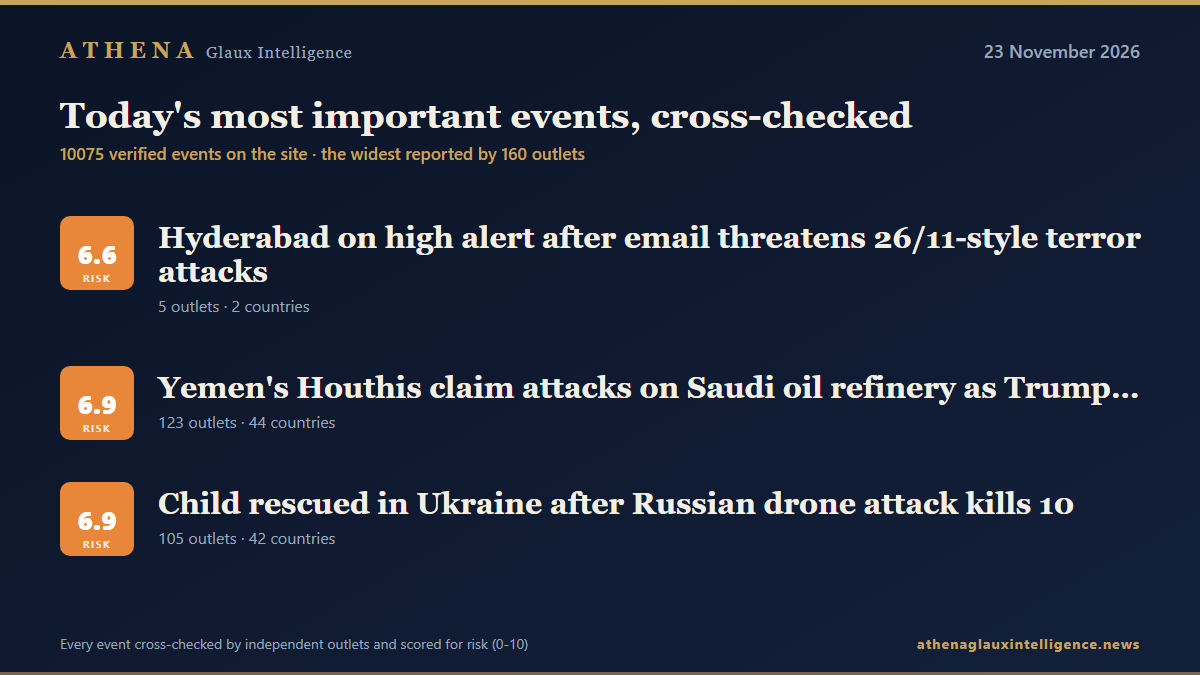 ATHENA Glaux Intelligence
23 November 2026
Today's most important events, cross-checked
10075 verified events on the site · the widest reported by 160 outlets
6.6
RISK
Hyderabad on high alert after email threatens 26/11-style terror
attacks
5 outlets · 2 countries
6.9
RISK
Yemen's Houthis claim attacks on Saudi oil refinery as Trump...
123 outlets · 44 countries
6.9
RISK
Child rescued in Ukraine after Russian drone attack kills 10
105 outlets · 42 countries
Every event cross-checked by independent outlets and scored for risk (0-10)
athenaglauxintelligence.news